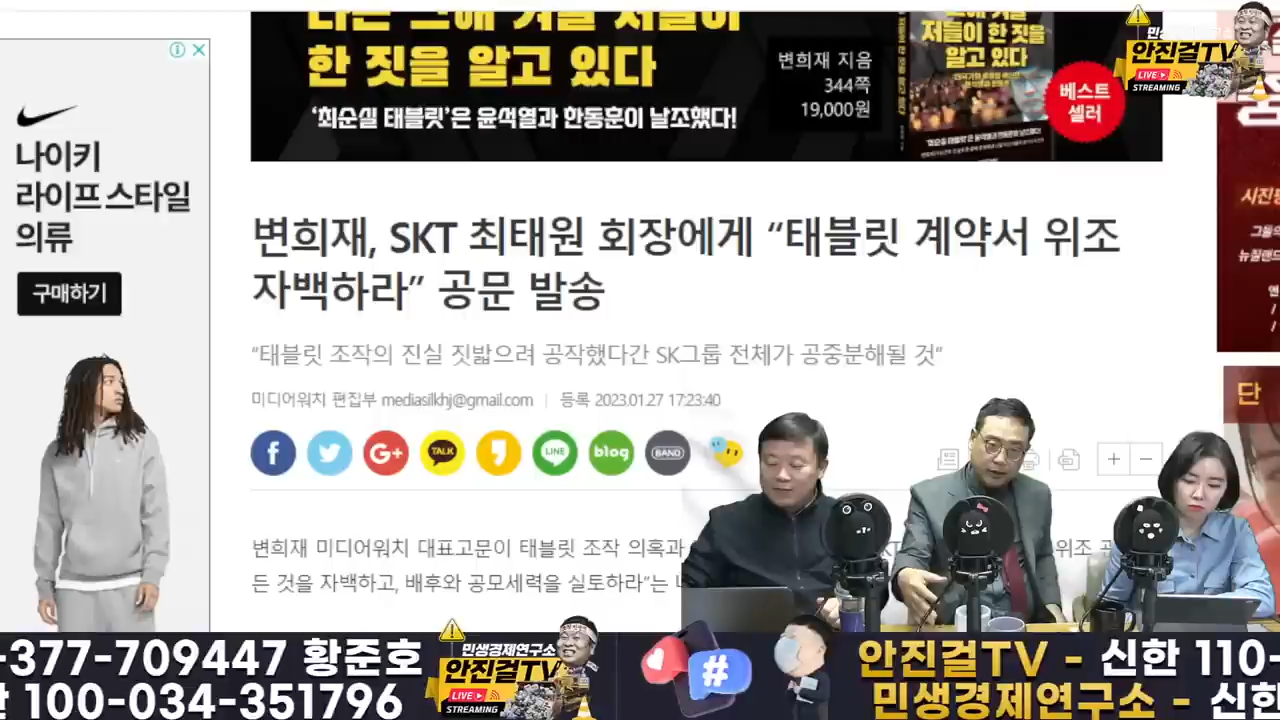 한 짓을 알고 있다
'최순실 태블릿'은 윤석열과 한동훈이 날조했다!
변희재 지음
344쪽
19,000원
저들이 한 짓을
알고 있다
베스트
셀러
민생경제연구소
안진걸TV
LIVE
STREAMING
나이키
라이프스타일
의류
구매하기
변희재, SKT 최태원 회장에게 “태블릿 계약서 위조
자백하라” 공문 발송
“태블릿 조작의 진실 짓밟으려 공작했다간 SK그룹 전체가 공중분해될 것”
미디어워치 편집부 mediasilkhj@gmail.com
등록 2023.01.27 17:23:40
TALK
LINE
blog
BAND
변희재 미디어워치 대표고문이 태블릿 조작 의혹과
위조
든 것을 자백하고, 배후와 공모세력을 실토하라”는
단
-377-709447 황준호
100-034-351796
민생경제연구소
안진걸TV
LIVE
STREAMING
#
안진걸TV - 신한 110-
민생경제연구소 - 신한